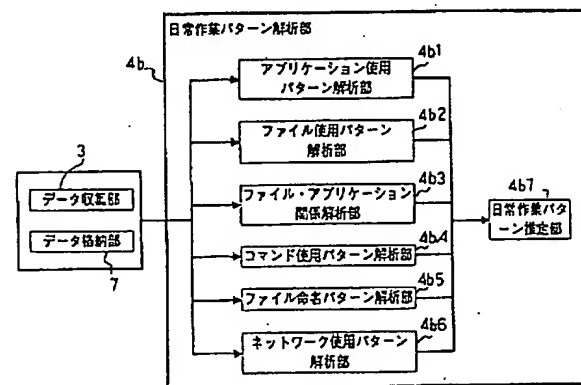 日常作業パターン解析部
4b
アプリケーション使用
パターン解析部
4b1
ファイル使用パターン
解析部
4b2
3
データ収集部
データ格納部
7
ファイル・アプリケーション
関係解析部
4b3
コマンド使用パターン解析部
4b4
ファイル命名パターン解析部
4b5
ネットワーク使用パターン
解析部
4b6
4b7
日常作業パタ
ーン推定部